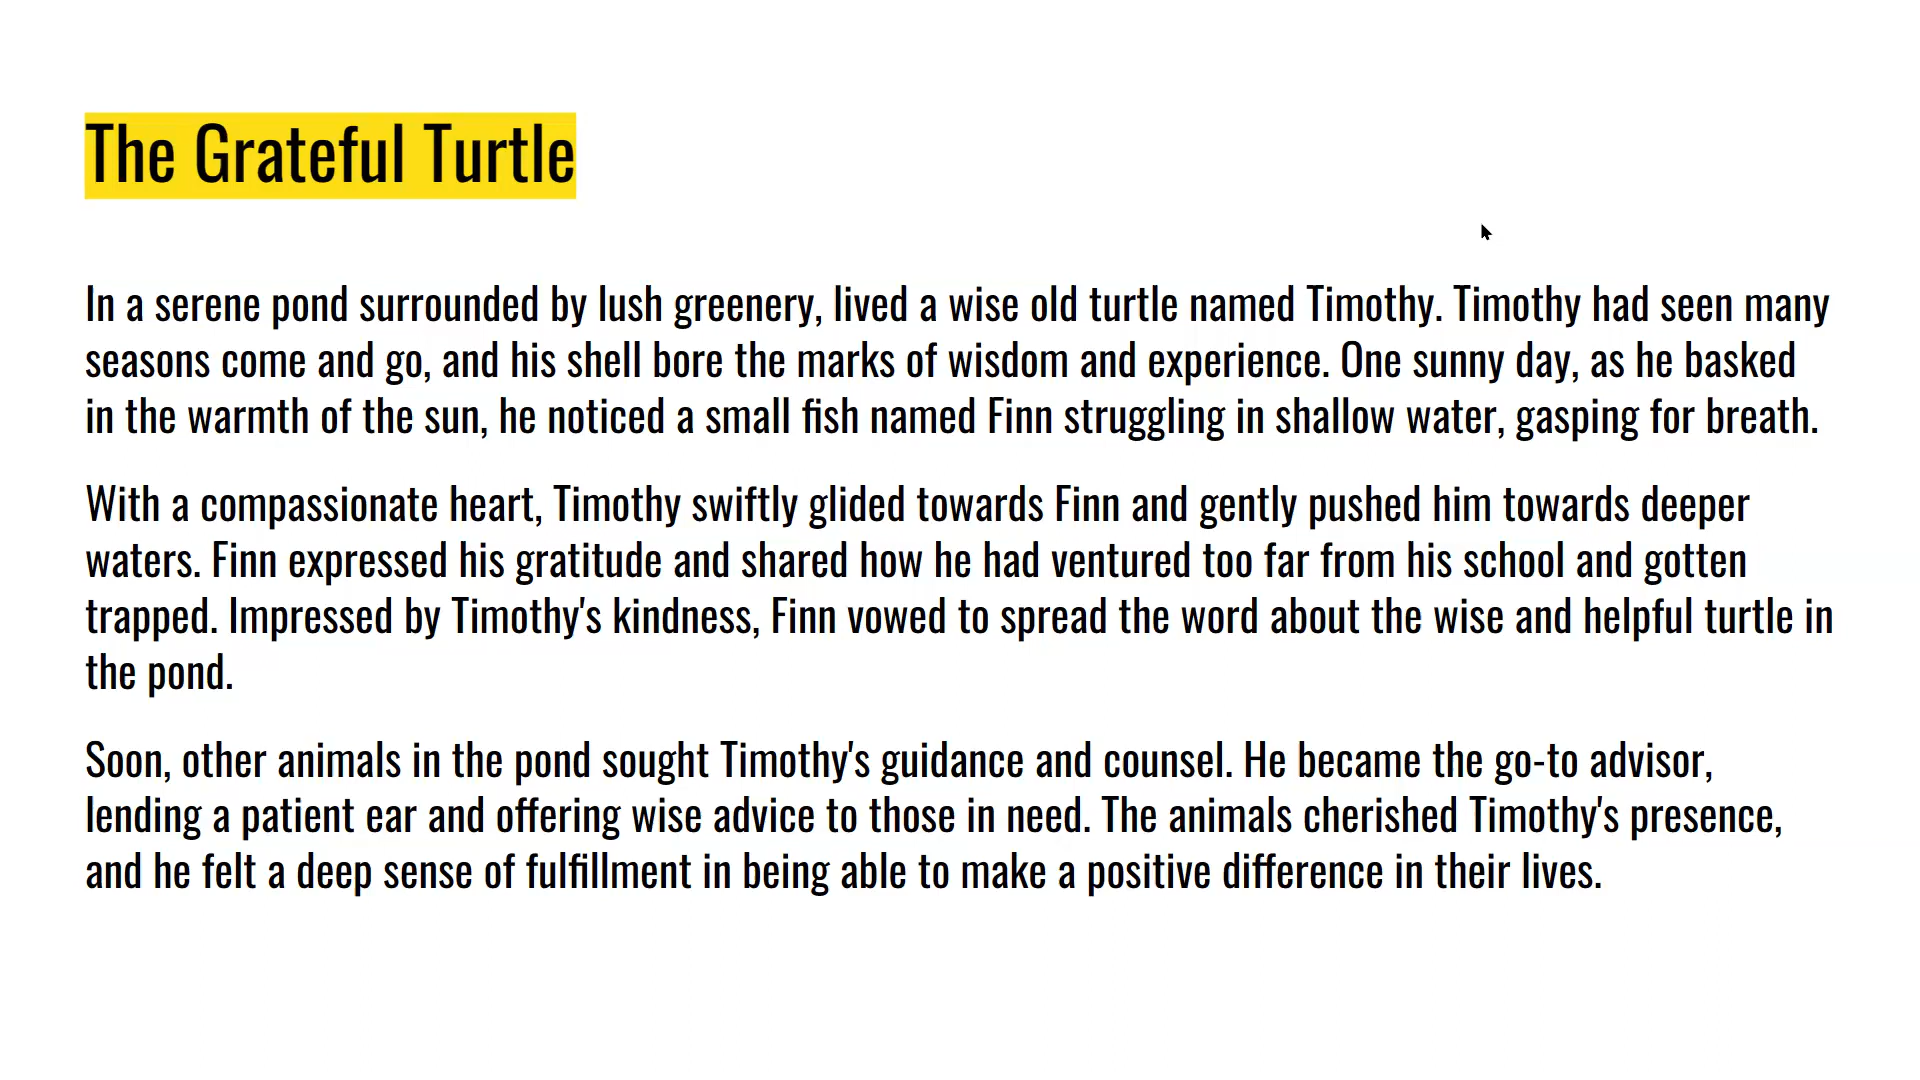 The Grateful Turtle
In a serene pond surrounded by lush greenery, lived a wise old turtle named Timothy. Timothy had seen many
seasons come and go, and his shell bore the marks of wisdom and experience. One sunny day, as he basked
in the warmth of the sun, he noticed a small fish named Finn struggling in shallow water, gasping for breath.
With a compassionate heart, Timothy swiftly glided towards Finn and gently pushed him towards deeper
waters. Finn expressed his gratitude and shared how he had ventured too far from his school and gotten
trapped. Impressed by Timothy's kindness, Finn vowed to spread the word about the wise and helpful turtle in
the pond.
Soon, other animals in the pond sought Timothy's guidance and counsel. He became the go-to advisor,
lending a patient ear and offering wise advice to those in need. The animals cherished Timothy's presence,
and he felt a deep sense of fulfillment in being able to make a positive difference in their lives.